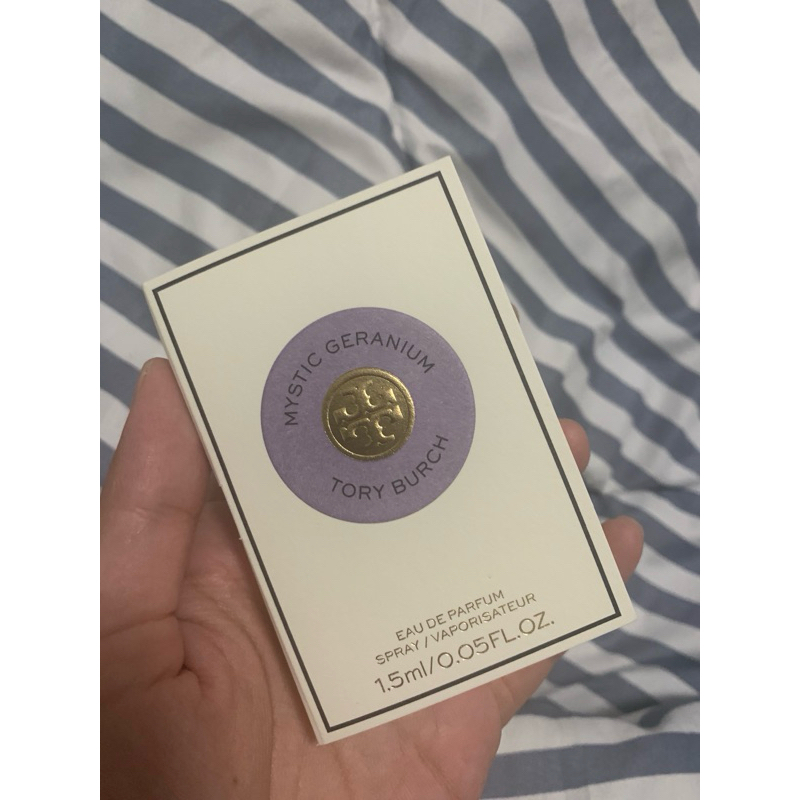 MYSTIC GERANIUM
TORY BURCH
EAU DE PARFUM
SPRAY / VAPORISATEUR
1.5ml/0.05FL.OZ.